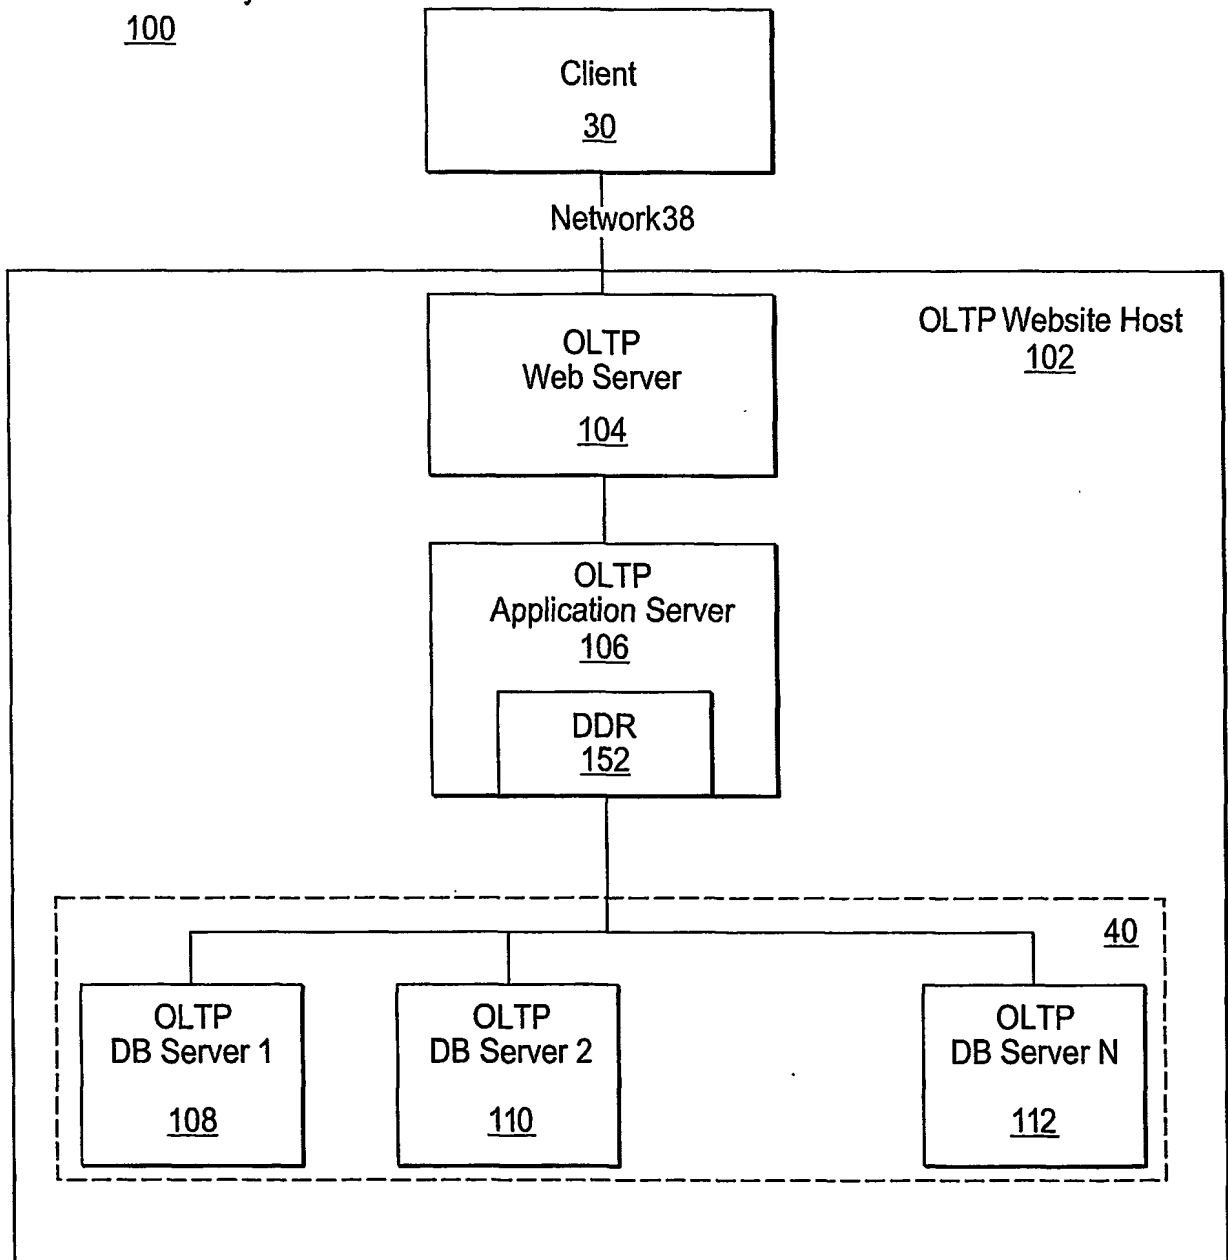 100
Client
30
Network38
OLTP Website Host
102
OLTP
Web Server
104
OLTP
Application Server
106
DDR
152
40
OLTP
DB Server 1
108
OLTP
DB Server 2
110
OLTP
DB Server N
112